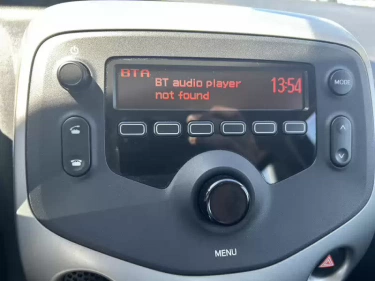 BTA
BT audio player
not found
13:54
MODE
MENU